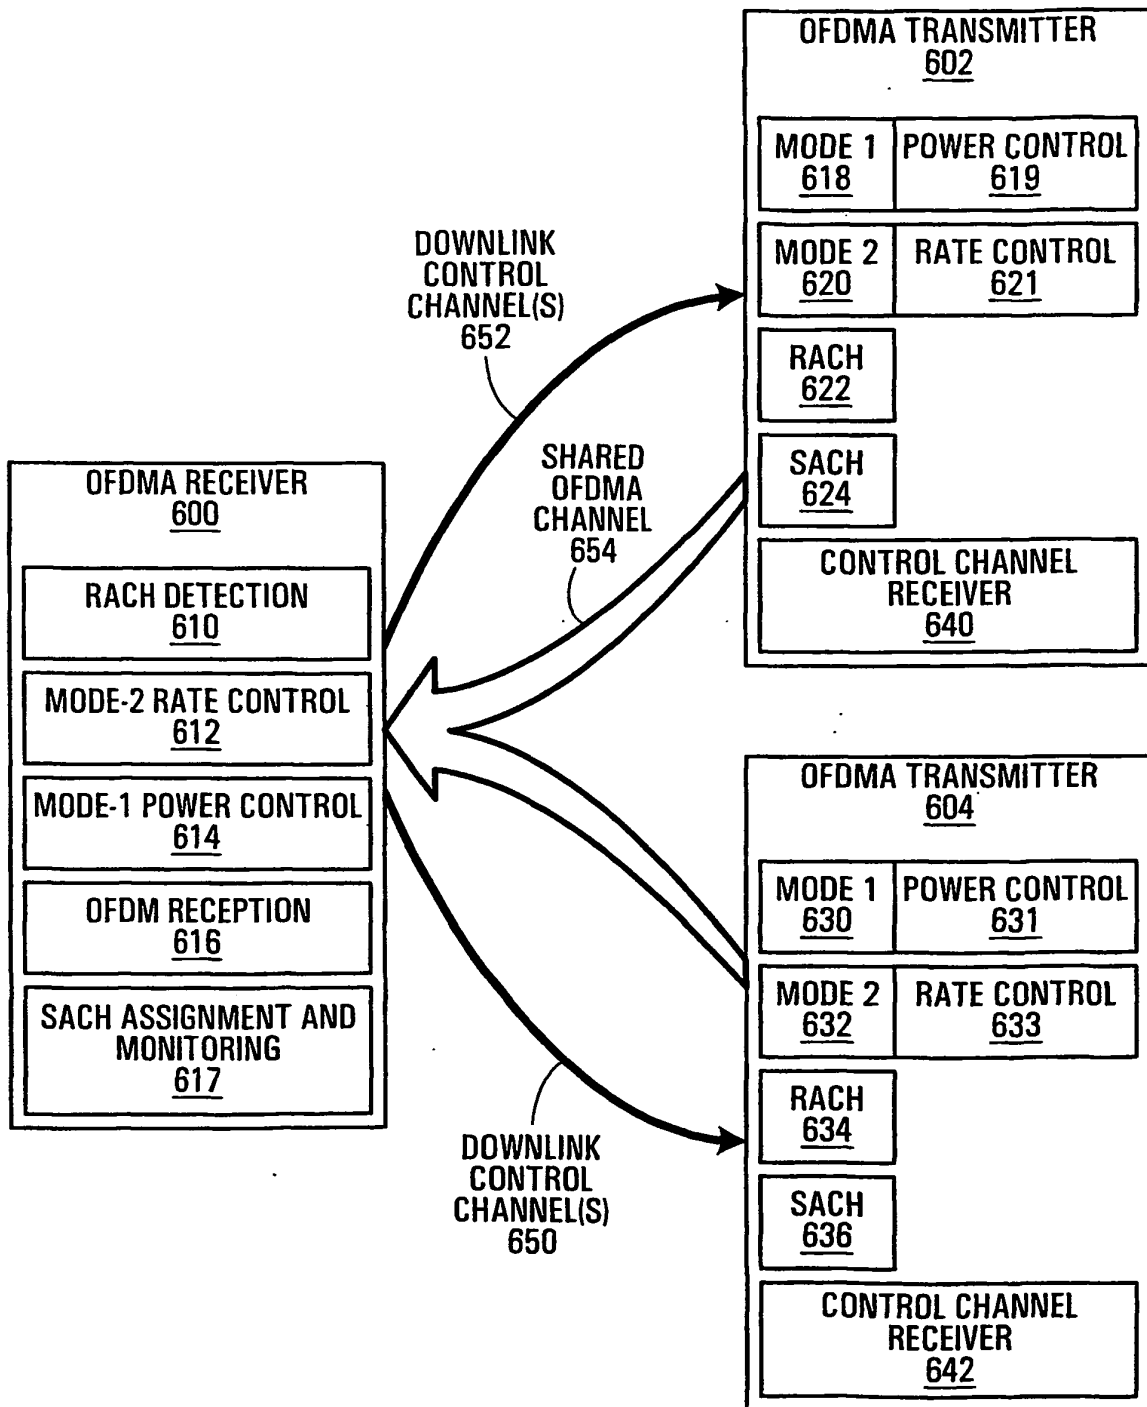 OFDMA TRANSMITTER
602
MODE 1
618
POWER CONTROL
619
MODE 2
620
RATE CONTROL
621
RACH
622
SACH
624
CONTROL CHANNEL
RECEIVER
640
DOWNLINK
CONTROL
CHANNEL(S)
652
SHARED
OFDMA
CHANNEL
654
OFDMA RECEIVER
600
RACH DETECTION
610
MODE-2 RATE CONTROL
612
MODE-1 POWER CONTROL
614
OFDM RECEPTION
616
SACH ASSIGNMENT AND
MONITORING
617
DOWNLINK
CONTROL
CHANNEL(S)
650
OFDMA TRANSMITTER
604
MODE 1
630
POWER CONTROL
631
MODE 2
632
RATE CONTROL
633
RACH
634
SACH
636
CONTROL CHANNEL
RECEIVER
642